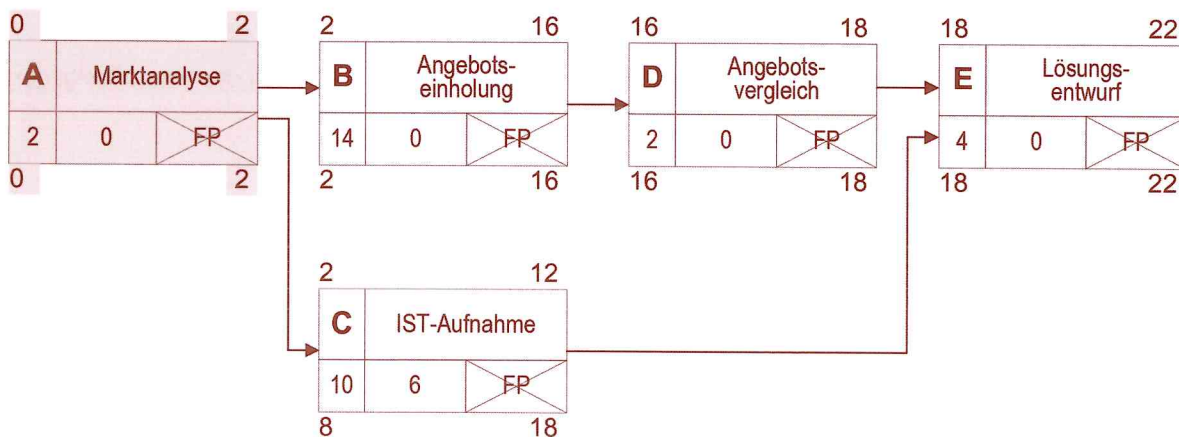 0 2
A Marktanalyse
2 0 FP
0 2
2 16
B Angebots-
einholung
14 0 FP
2 16
16 18
D Angebots-
vergleich
2 0 FP
16 18
18 22
E Lösungs-
entwurf
4 0 FP
18 22
2 12
C IST-Aufnahme
10 6 FP
8 18